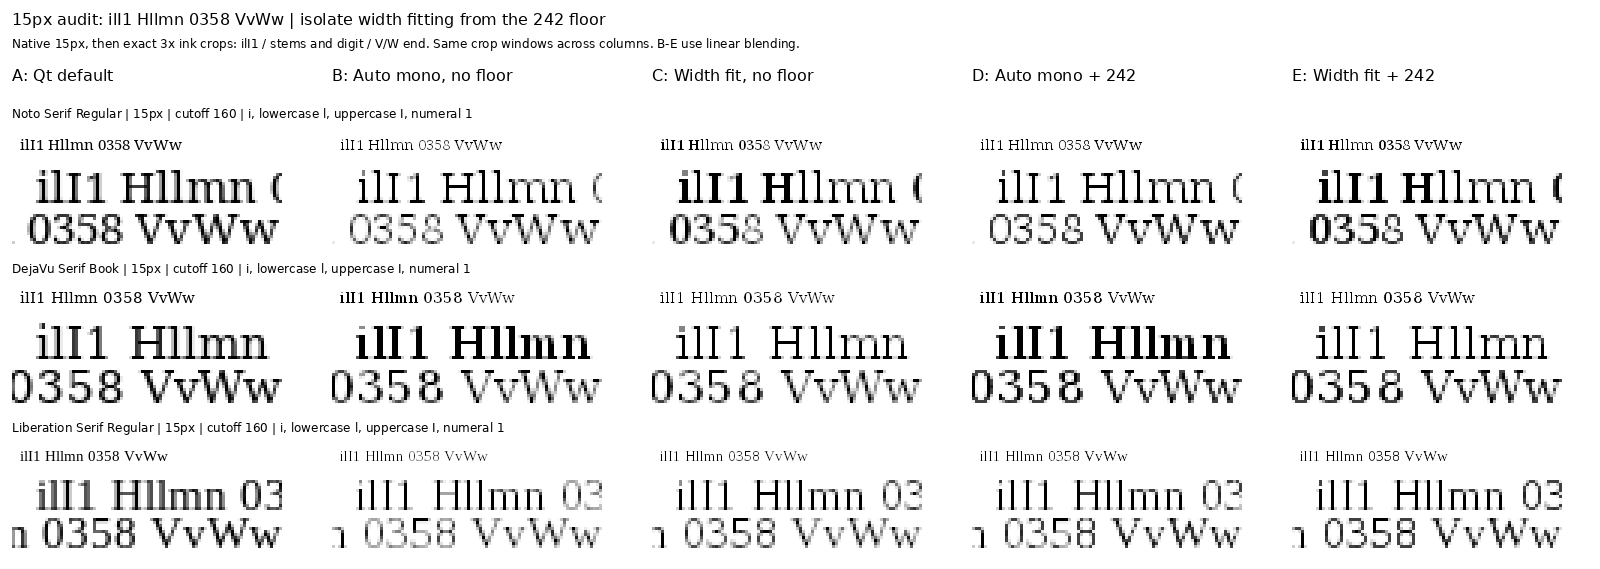 15px audit: ilI1 Hllmn 0358 VvWw | isolate width fitting from the 242 floor
Native 15px, then exact 3x ink crops: ilI1 / stems and digit / V/W end. Same crop windows across columns. B-E use linear blending.
A: Qt default B: Auto mono, no floor C: Width fit, no floor D: Auto mono + 242 E: Width fit + 242
Noto Serif Regular | 15px | cutoff 160 | i, lowercase l, uppercase I, numeral 1
ilI1 Hllmn 0358 VvWw ilI1 Hllmn 0358 VvWw ilI1 Hllmn 0358 VvWw ilI1 Hllmn 0358 VvWw ilI1 Hllmn 0358 VvWw
ilI1 Hllmn ilI1 Hllmn ilI1 Hllmn ilI1 Hllmn ilI1 Hllmn
0358 VvWw 0358 VvWw 0358 VvWw 0358 VvWw 0358 VvWw
DejaVu Serif Book | 15px | cutoff 160 | i, lowercase l, uppercase I, numeral 1
ilI1 Hllmn 0358 VvWw ilI1 Hllmn 0358 VvWw ilI1 Hllmn 0358 VvWw ilI1 Hllmn 0358 VvWw ilI1 Hllmn 0358 VvWw
ilI1 Hllmn ilI1 Hllmn ilI1 Hllmn ilI1 Hllmn ilI1 Hllmn
0358 VvWw 0358 VvWw 0358 VvWw 0358 VvWw 0358 VvWw
Liberation Serif Regular | 15px | cutoff 160 | i, lowercase l, uppercase I, numeral 1
ilI1 Hllmn 0358 VvWw ilI1 Hllmn 0358 VvWw ilI1 Hllmn 0358 VvWw ilI1 Hllmn 0358 VvWw ilI1 Hllmn 0358 VvWw
ilI1 Hllmn 03 ilI1 Hllmn 03 ilI1 Hllmn 03 ilI1 Hllmn 03 ilI1 Hllmn 03
n 0358 VvWw 0358 VvWw 0358 VvWw 0358 VvWw 0358 VvWw